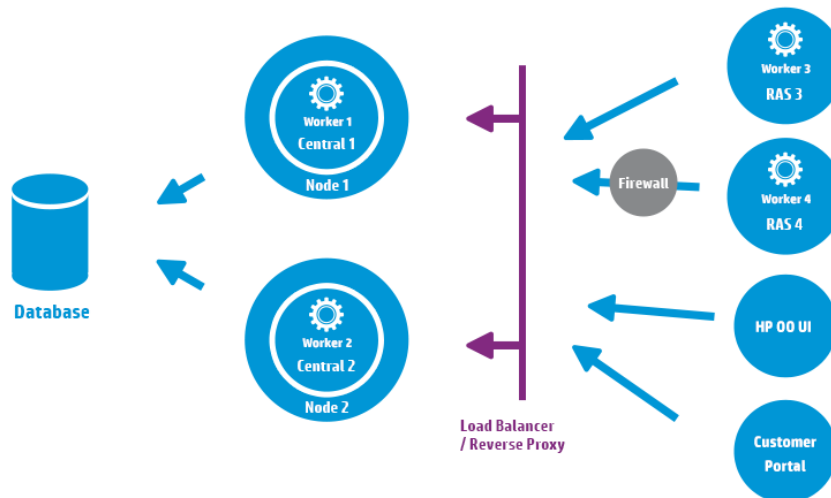 Worker 1
Central 1
Node 1
Worker 3
RAS 3
Firewall
Worker 4
RAS 4
Database
Worker 2
Central 2
Node 2
HP OO UI
Load Balancer
/ Reverse Proxy
Customer
Portal